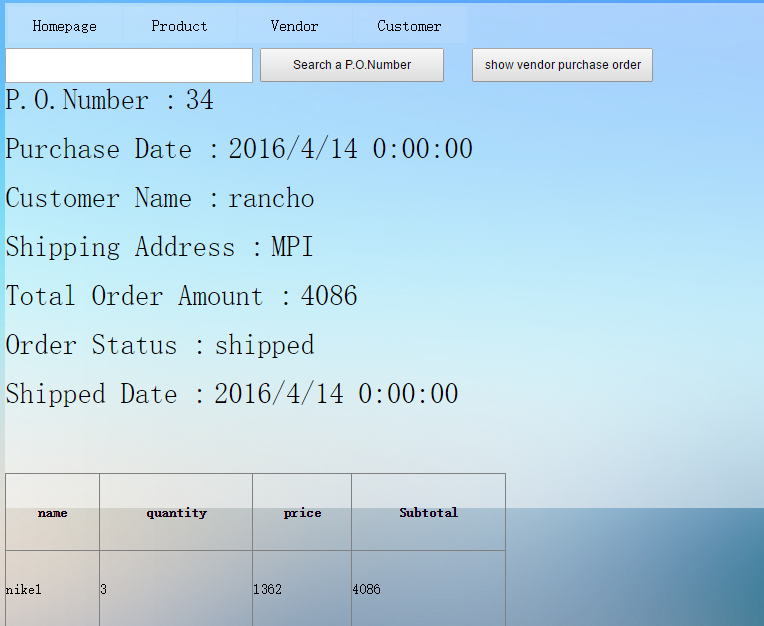 Homepage Product Vendor Customer
Search a P.O.Number show vendor purchase order
P.O.Number : 34
Purchase Date : 2016/4/14 0:00:00
Customer Name : rancho
Shipping Address : MPI
Total Order Amount : 4086
Order Status : shipped
Shipped Date : 2016/4/14 0:00:00
name quantity price Subtotal
nike1 3 1362 4086